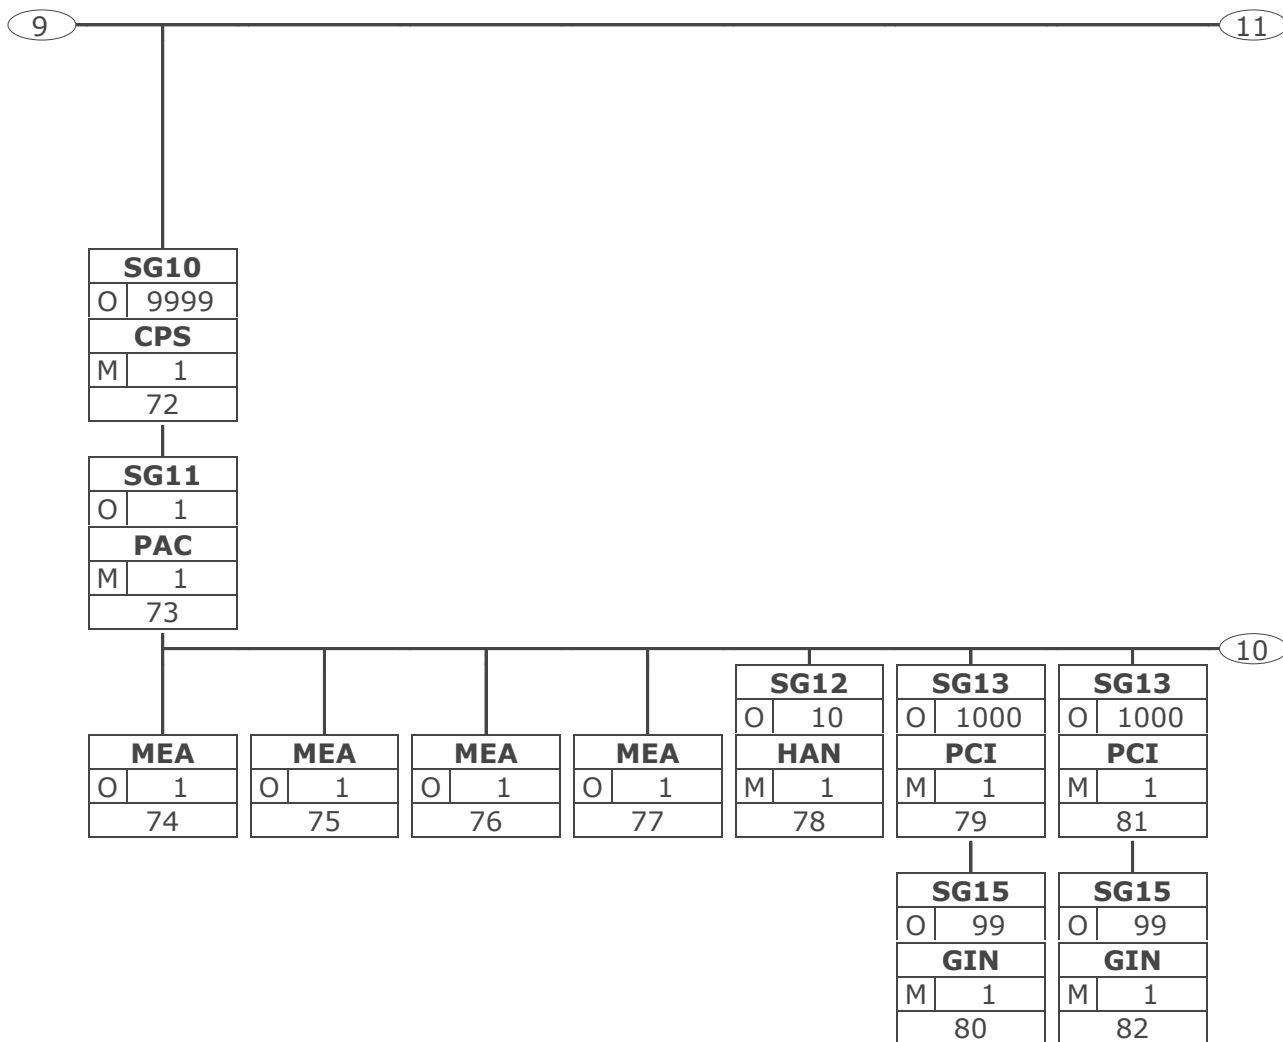 9
11
SG10
O 9999
CPS
M 1
72
SG11
O 1
PAC
M 1
73
10
MEA
O 1
74
MEA
O 1
75
MEA
O 1
76
MEA
O 1
77
SG12
O 10
HAN
M 1
78
SG13
O 1000
PCI
M 1
79
SG15
O 99
GIN
M 1
80
SG13
O 1000
PCI
M 1
81
SG15
O 99
GIN
M 1
82